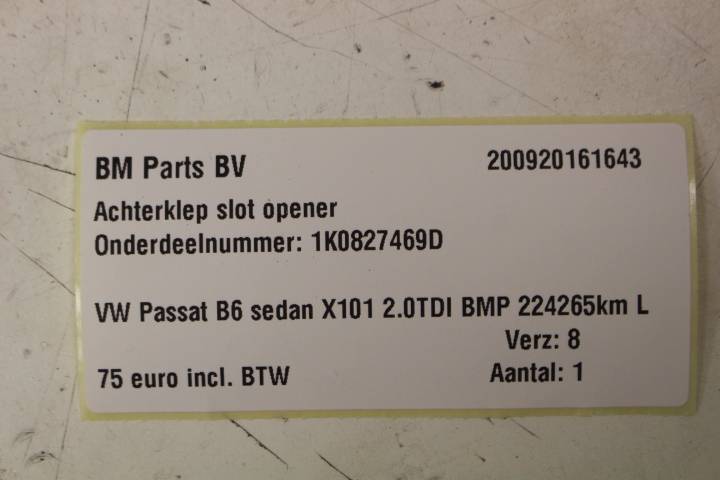 BM Parts BV 200920161643
Achterklep slot opener
Onderdeelnummer: 1K0827469D
VW Passat B6 sedan X101 2.0TDI BMP 224265km L
Verz: 8
75 euro incl. BTW Aantal: 1